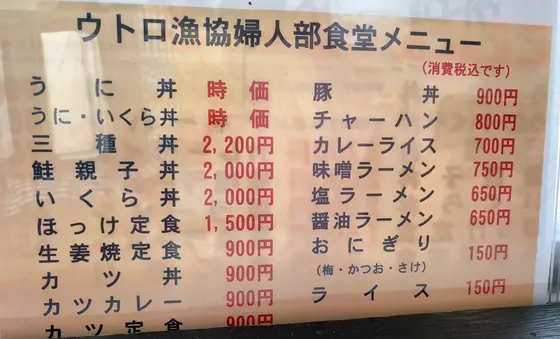 ウトロ漁協婦人部食堂メニュー
(消費税込です)
うに丼 時価
うに・いくら丼 時価
三種丼 2,200円
鮭親子丼 2,000円
いくら丼 2,000円
ほっけ定食 1,500円
生姜焼定食 900円
カツ丼 900円
カツカレー 900円
カツ定食 900円
豚丼 900円
チャーハン 800円
カレーライス 700円
味噌ラーメン 750円
塩ラーメン 650円
醤油ラーメン 650円
おにぎり 150円
(梅・かつお・さけ)
ライス 150円